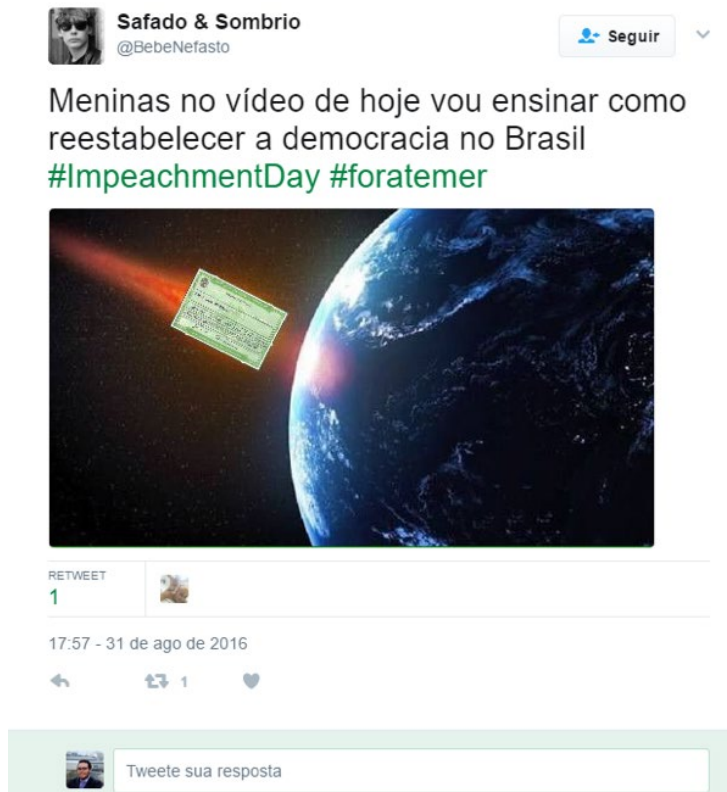 Safado & Sombrio
@BebeNefasto
Seguir
Meninas no vídeo de hoje vou ensinar como
reestabelecer a democracia no Brasil
#ImpeachmentDay #foratemer
RETWEET
1
17:57 - 31 de ago de 2016
1
Tweete sua resposta